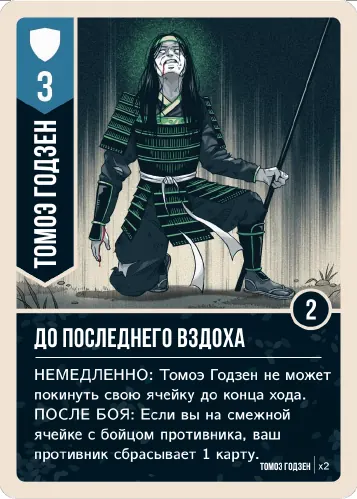 3
ТОМОЭ ГОДЗЕН
2
ДО ПОСЛЕДНЕГО ВЗДОХА
НЕМЕДЛЕННО: Томоэ Годзен не может
покинуть свою ячейку до конца хода.
ПОСЛЕ БОЯ: Если вы на смежной
ячейке с бойцом противника, ваш
противник сбрасывает 1 карту.
ТОМОЭ ГОДЗЕН | x2